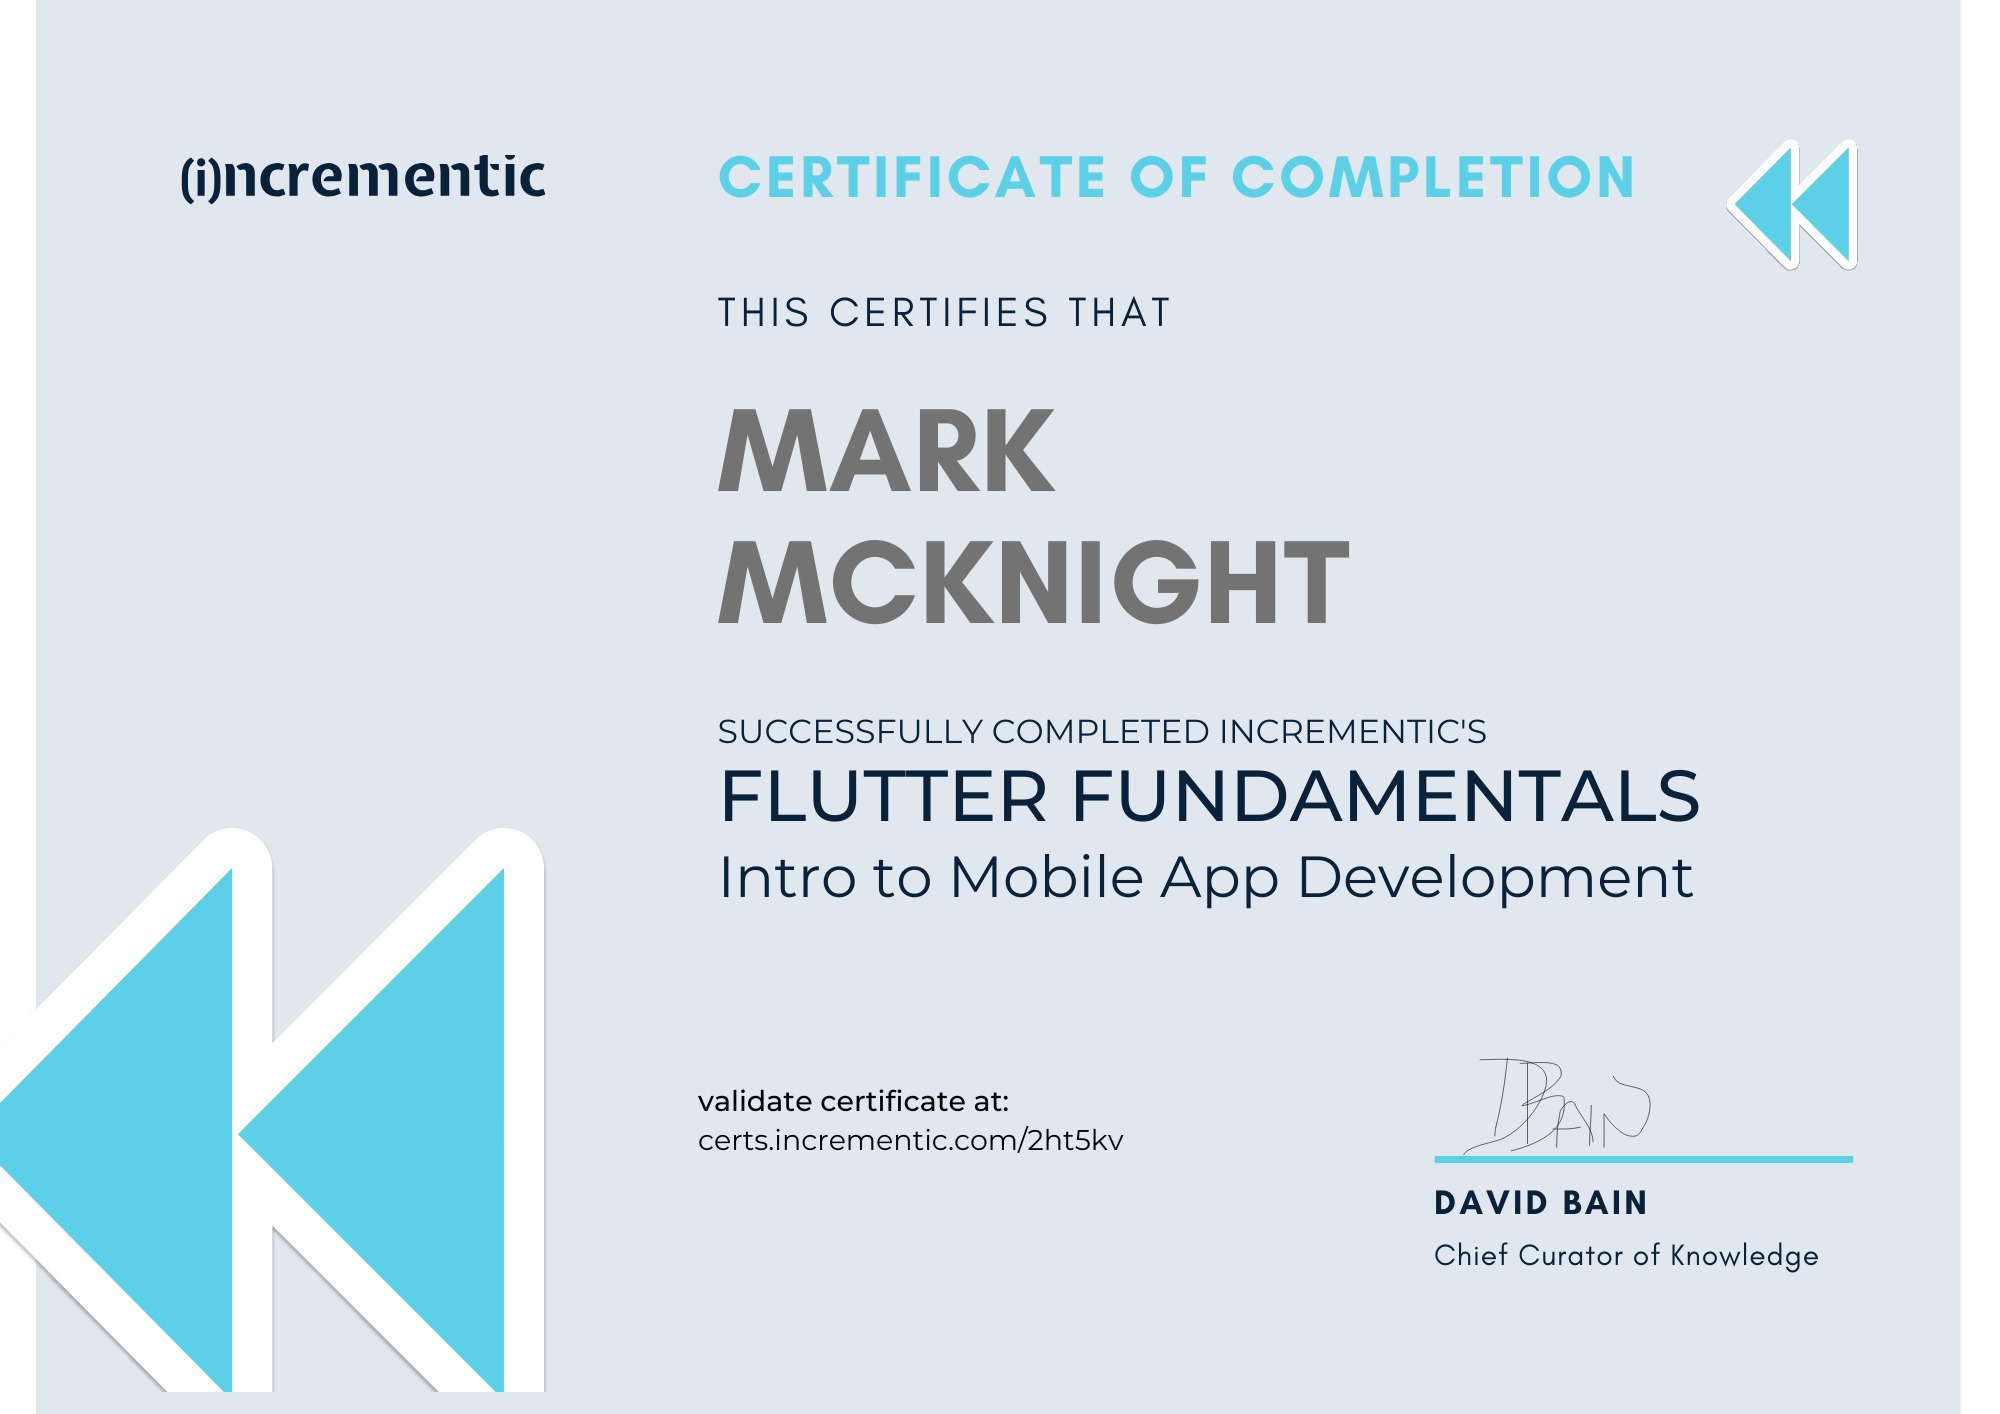 (i)ncrementic
CERTIFICATE OF COMPLETION
THIS CERTIFIES THAT
MARK
MCKNIGHT
SUCCESSFULLY COMPLETED INCREMENTIC'S
FLUTTER FUNDAMENTALS
Intro to Mobile App Development
validate certificate at:
certs.incrementic.com/2ht5kv
DBAIN
DAVID BAIN
Chief Curator of Knowledge